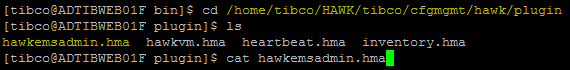 [tibco@ADTIBWEB01F bin]$ cd /home/tibco/HAWK/tibco/cfgmgmt/hawk/plugin
[tibco@ADTIBWEB01F plugin]$ ls
hawkemsadmin.hma  hawkvm.hma  heartbeat.hma  inventory.hma
[tibco@ADTIBWEB01F plugin]$ cat hawkemsadmin.hma